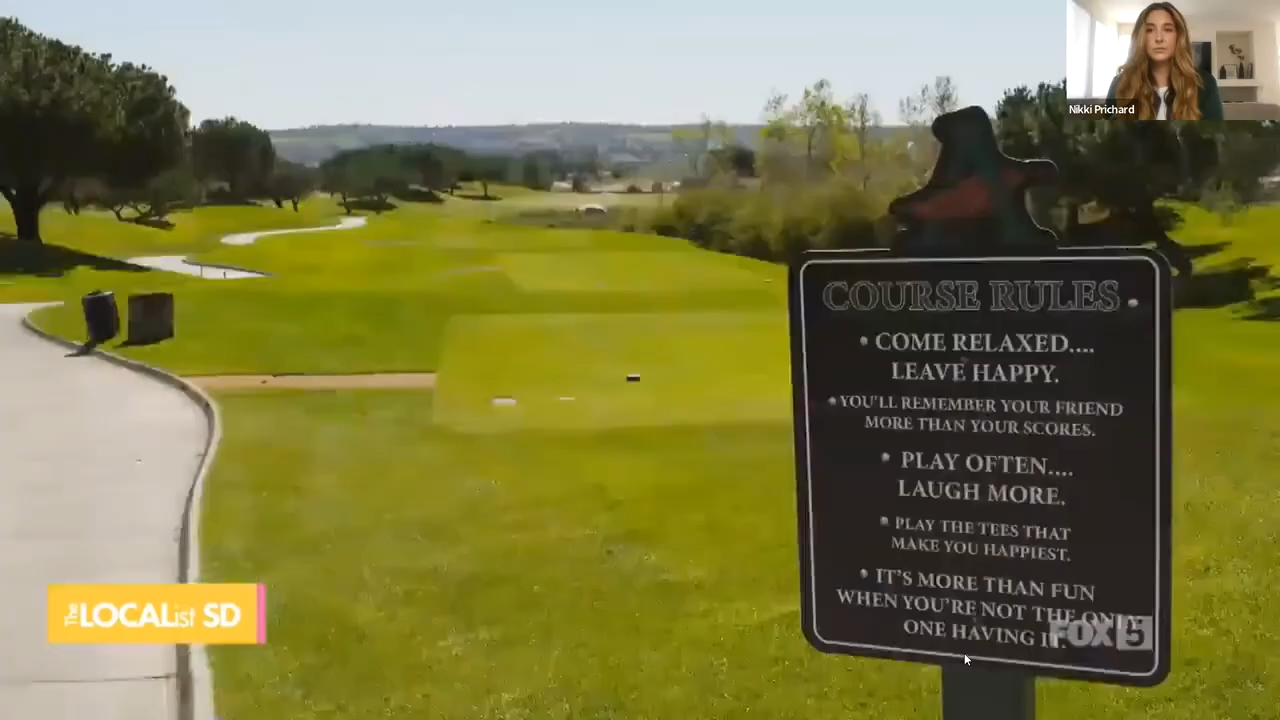 Nikki Prichard
COURSE RULES
• COME RELAXED....
LEAVE HAPPY.
• YOU'LL REMEMBER YOUR FRIEND
MORE THAN YOUR SCORES.
• PLAY OFTEN....
LAUGH MORE.
• PLAY THE TEES THAT
MAKE YOU HAPPIEST.
• IT'S MORE THAN FUN
WHEN YOU'RE NOT THE ONLY
ONE HAVING IT.
The LOCALIST SD
FOX 5